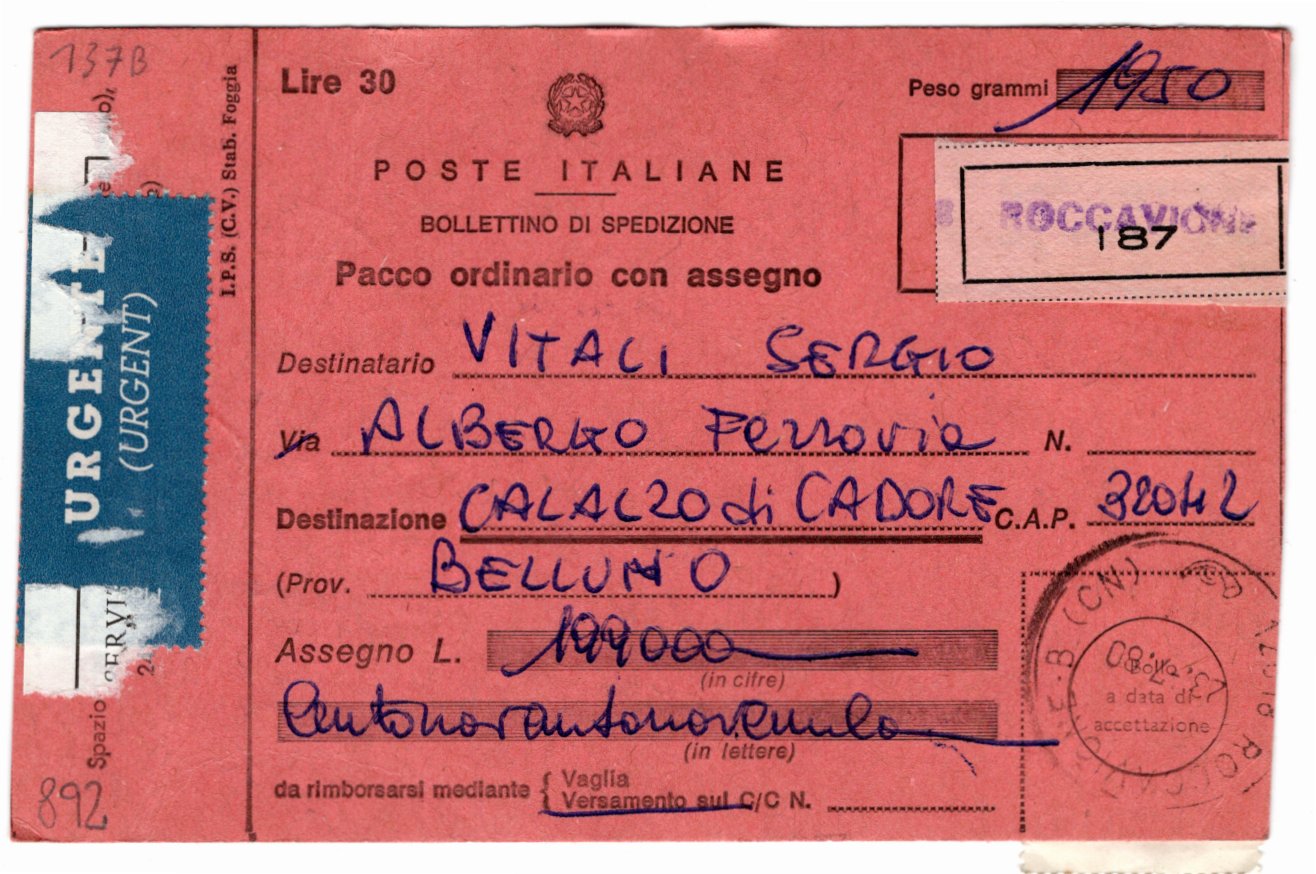 137B
Lire 30
Peso grammi 1950
POSTE ITALIANE
BOLLETTINO DI SPEDIZIONE
Pacco ordinario con assegno
ROCCAVIONE
187
Destinatario VITALI SERGIO
Via ALBERGO Ferrovia N.
Destinazione CALALZO di CADORE C.A.P. 32042
(Prov. BELLUNO )
Assegno L. 199000
(in cifre)
Centonovantanovemila
(in lettere)
da rimborsarsi mediante { Vaglia
Versamento sul C/C N.
Bollo
a data di
accettazione
(CN)
I.P.S. (C.V.) Stab. Foggia
URGENTE
(URGENT)
Spazio
892